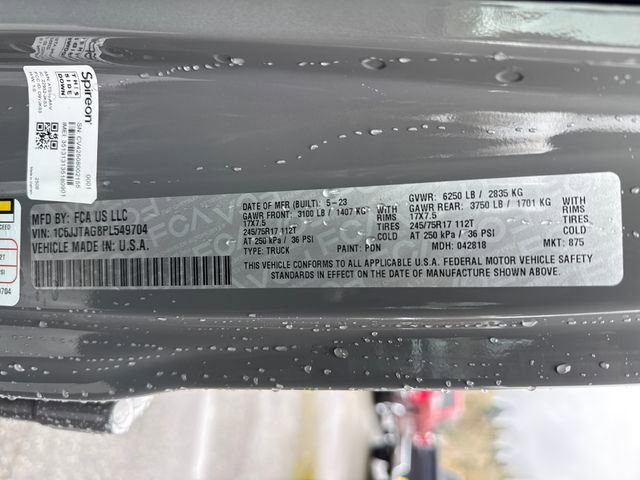 Spireon
THIS
SIDE
DOWN
0001
MFD BY: FCA US LLC
VIN: 1C6JJTAG8PL549704
VEHICLE MADE IN U.S.A.
DATE OF MFR (BUILT): 5-23
GAWR FRONT: 3100 LB / 1407 KG WITH
17X7.5 TIRES
245/75R17 112T COLD
AT 250 kPa / 36 PSI
TYPE: TRUCK
PAINT: PDN
GVWR: 6250 LB / 2835 KG
GAWR REAR: 3750 LB / 1701 KG WITH
17X7.5 TIRES
245/75R17 112T COLD
AT 250 kPa / 36 PSI
MDH: 042818
MKT: 875
THIS VEHICLE CONFORMS TO ALL APPLICABLE U.S.A. FEDERAL MOTOR VEHICLE SAFETY
STANDARDS IN EFFECT ON THE DATE OF MANUFACTURE SHOWN ABOVE.